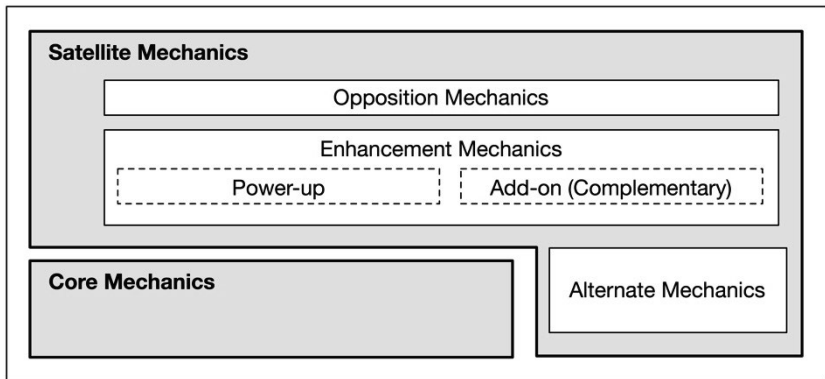 Satellite Mechanics
Opposition Mechanics
Enhancement Mechanics
Power-up
Add-on (Complementary)
Core Mechanics
Alternate Mechanics